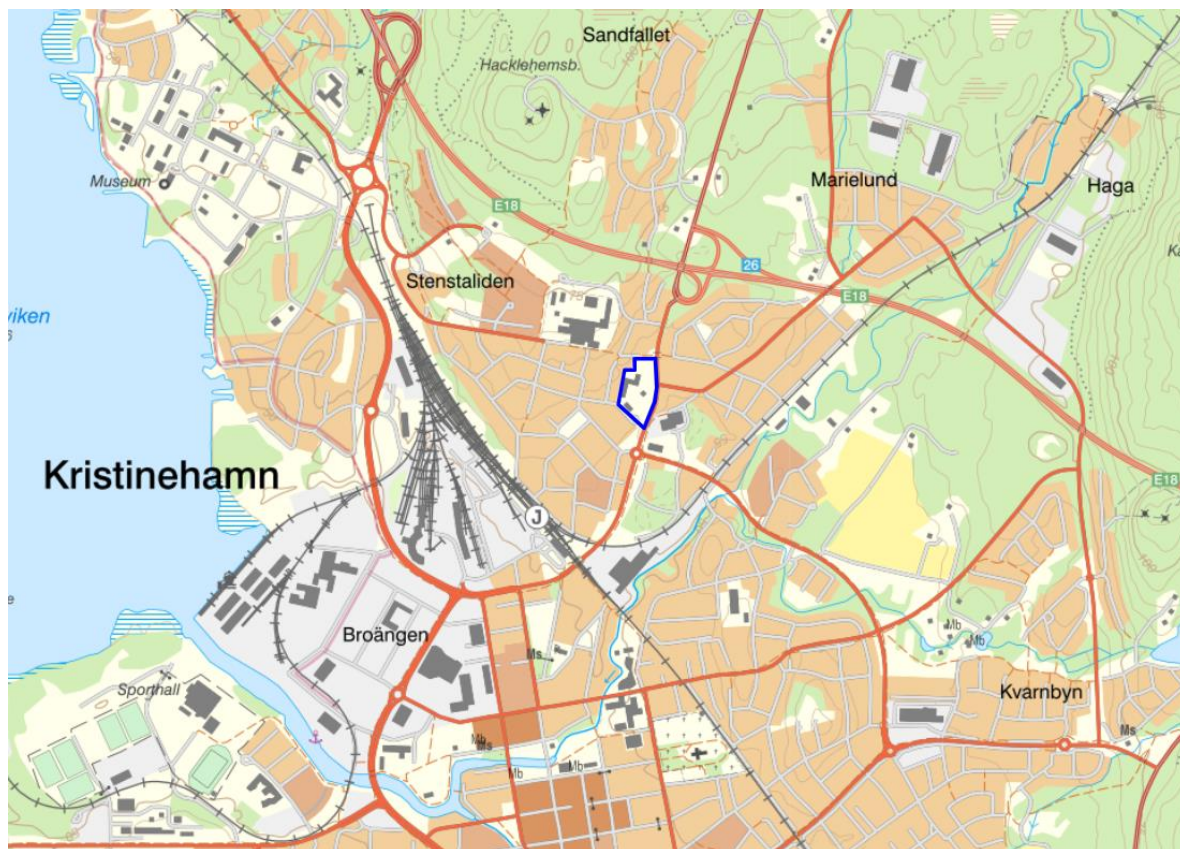 Sandfallet
Hacklehemsb.
Museum
Marielund
Haga
E18
26
Stenstaliden
E18
viken
Kristinehamn
E18
J
Broängen
Ms
Mb
Mb
Sporthall
Kvarnbyn
Mb
Ms
Ms
Mb
Mb